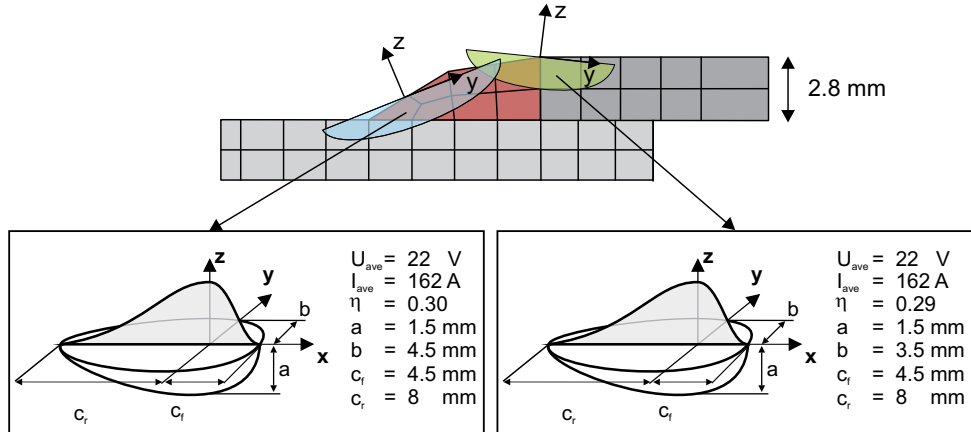 z
z
y
y
2.8 mm
z
y
b
x
a
c_r
c_f
U_ave = 22 V
I_ave = 162 A
η = 0.30
a = 1.5 mm
b = 4.5 mm
c_f = 4.5 mm
c_r = 8 mm
z
y
b
x
a
c_r
c_f
U_ave = 22 V
I_ave = 162 A
η = 0.29
a = 1.5 mm
b = 3.5 mm
c_f = 4.5 mm
c_r = 8 mm